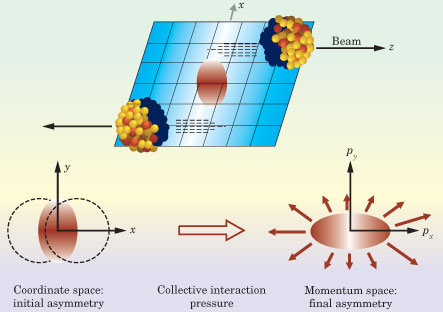 x
Beam
z
y
x
p_y
p_x
Coordinate space:
initial asymmetry
Collective interaction
pressure
Momentum space:
final asymmetry